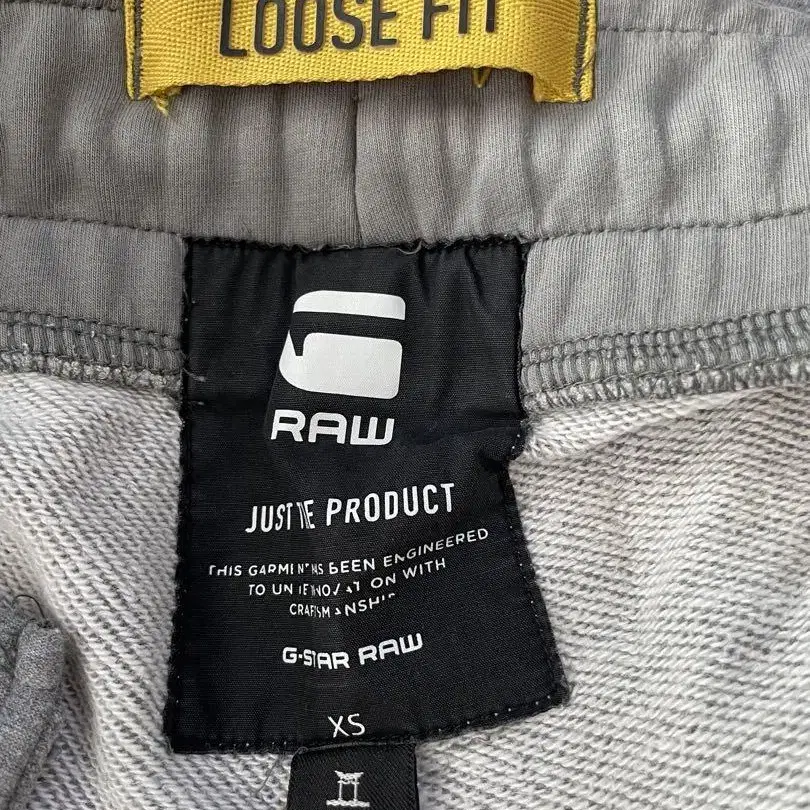 LOOSE FIT
RAW
JUST THE PRODUCT
THIS GARMENT HAS BEEN ENGINEERED
TO UNITE INNOVATION WITH
CRAFTSMANSHIP
G-STAR RAW
XS